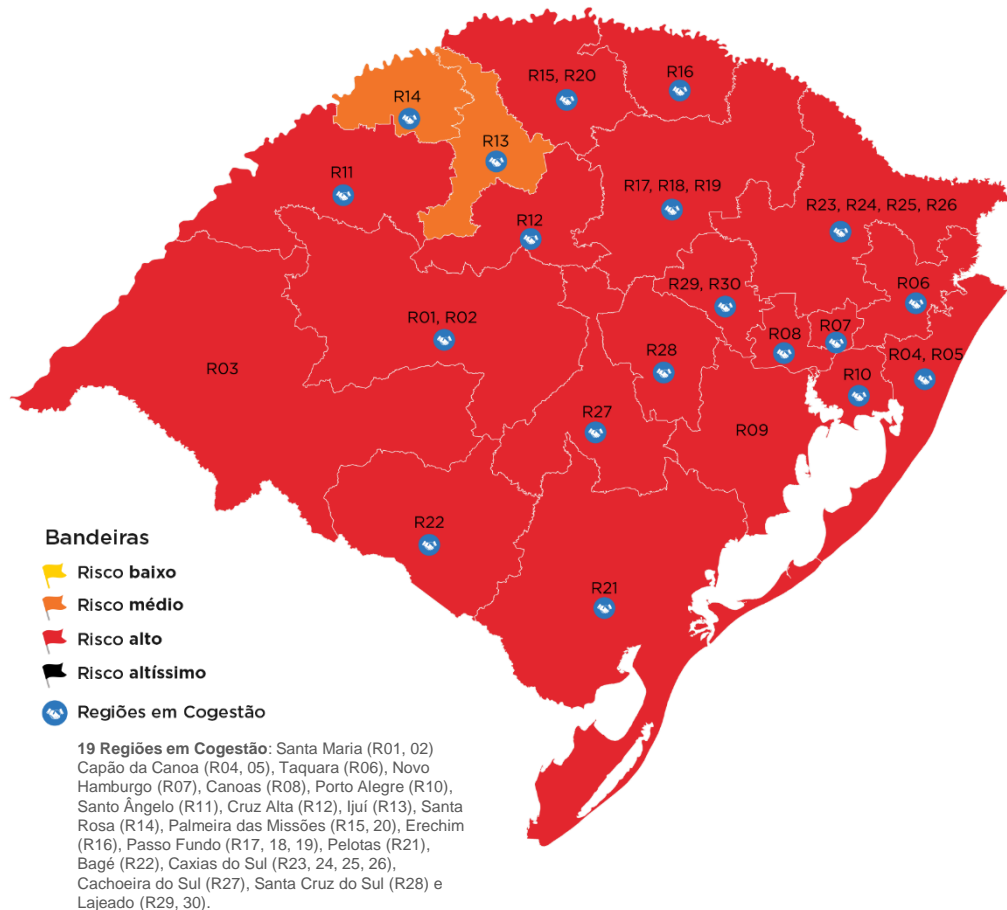 R15, R20
R16
R14
R13
R11
R17, R18, R19
R23, R24, R25, R26
R12
R29, R30
R06
R01, R02
R08
R07
R04, R05
R28
R03
R10
R27
R09
R22
R21
Bandeiras
Risco baixo
Risco médio
Risco alto
Risco altíssimo
Regiões em Cogestão
19 Regiões em Cogestão: Santa Maria (R01, 02)
Capão da Canoa (R04, 05), Taquara (R06), Novo
Hamburgo (R07), Canoas (R08), Porto Alegre (R10),
Santo Ângelo (R11), Cruz Alta (R12), Ijuí (R13), Santa
Rosa (R14), Palmeira das Missões (R15, 20), Erechim
(R16), Passo Fundo (R17, 18, 19), Pelotas (R21),
Bagé (R22), Caxias do Sul (R23, 24, 25, 26),
Cachoeira do Sul (R27), Santa Cruz do Sul (R28) e
Lajeado (R29, 30).